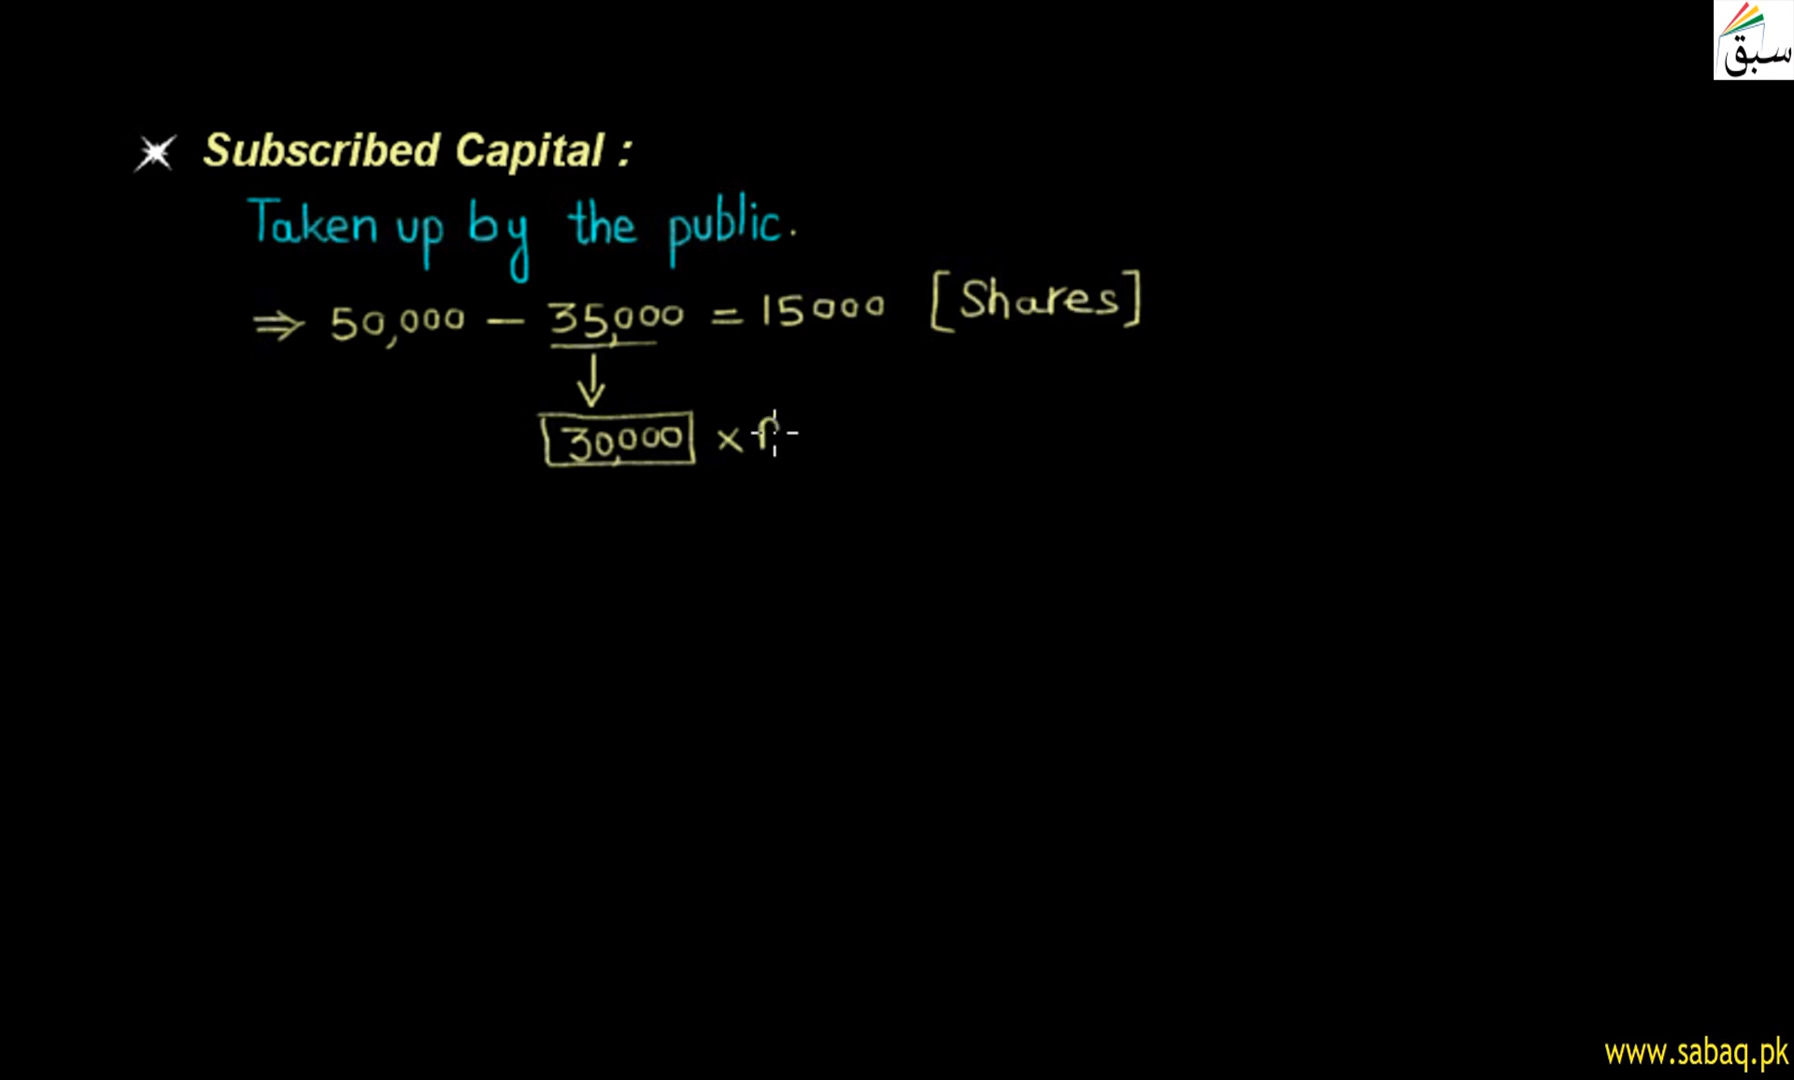 سبق
Subscribed Capital :
Taken up by the public.
⇒ 50,000 – 35,000 = 15000 [Shares]
30,000 ×
www.sabaq.pk